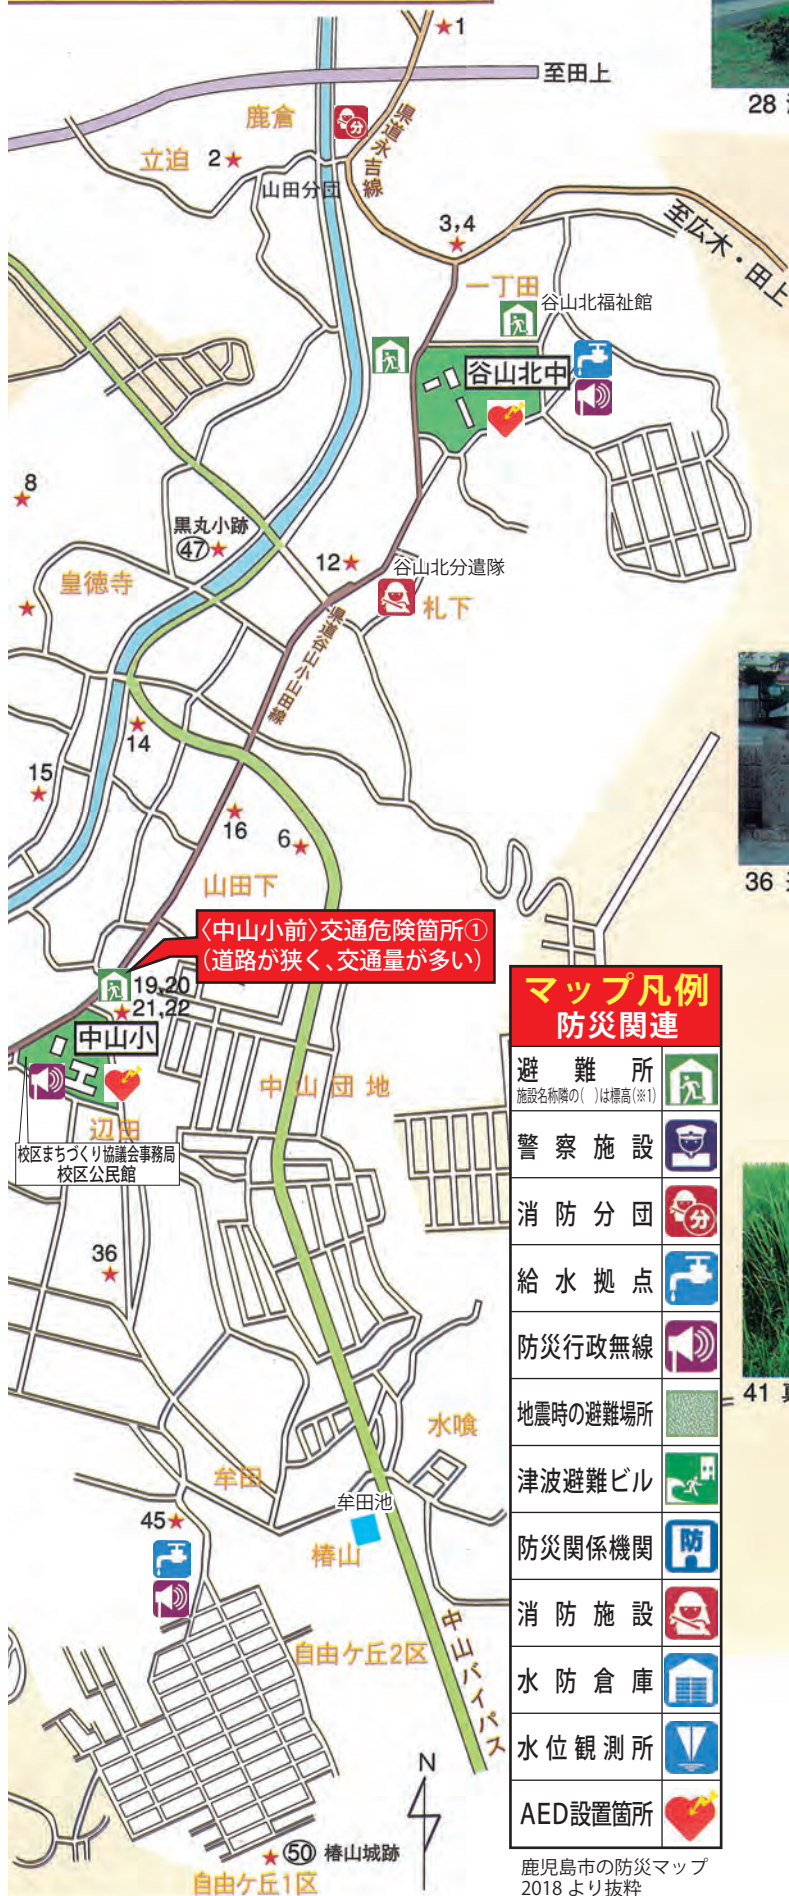 1
至田上
28
鹿倉
県道永吉線
立迫
2
山田分団
3,4
至広木・田上
一丁田
谷山北福祉館
谷山北中
8
黒丸小跡
47
12
谷山北分遣隊
皇徳寺
札下
県道谷山小山田線
14
15
16
6
山田下
36
〈中山小前〉交通危険箇所①
(道路が狭く、交通量が多い)
19,20
21,22
中山小
中山団地
辺田
校区まちづくり協議会事務局
校区公民館
36
水喰
牟田
牟田池
45
椿山
自由ケ丘2区
中山バイパス
N
50 椿山城跡
自由ケ丘1区
マップ凡例
防災関連
避難所
施設名称隣の( )は標高(※1)
警察施設
消防分団
分
給水拠点
防災行政無線
地震時の避難場所
津波避難ビル
防災関係機関
防
消防施設
水防倉庫
水位観測所
AED設置箇所
41
鹿児島市の防災マップ
2018 より抜粋